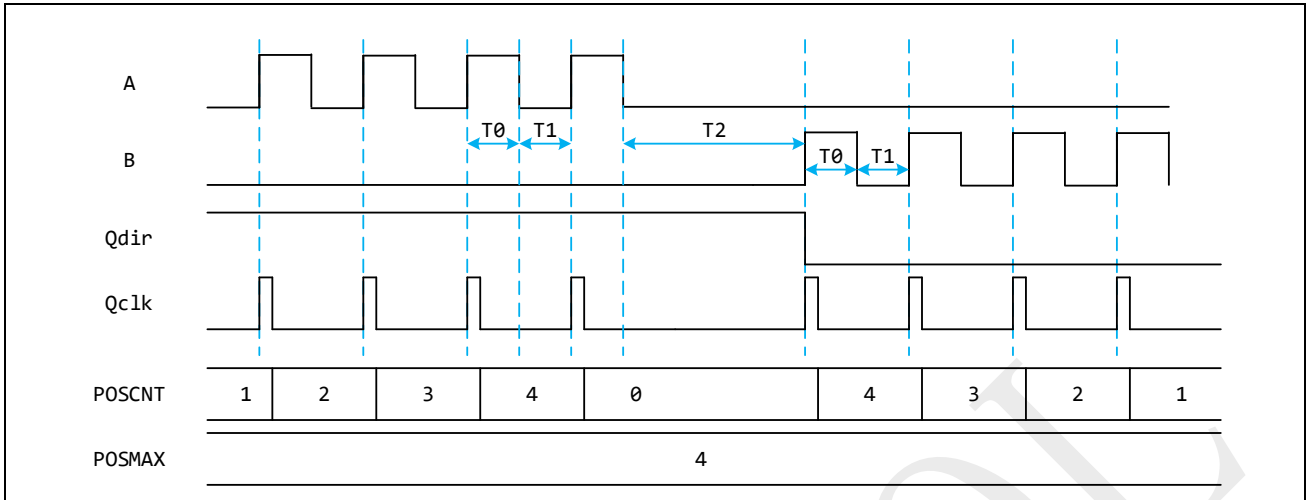 A
T0 T1 T2
B
T0 T1
Qdir
Qclk
POSCNT 1 2 3 4 0 4 3 2 1
POSMAX 4